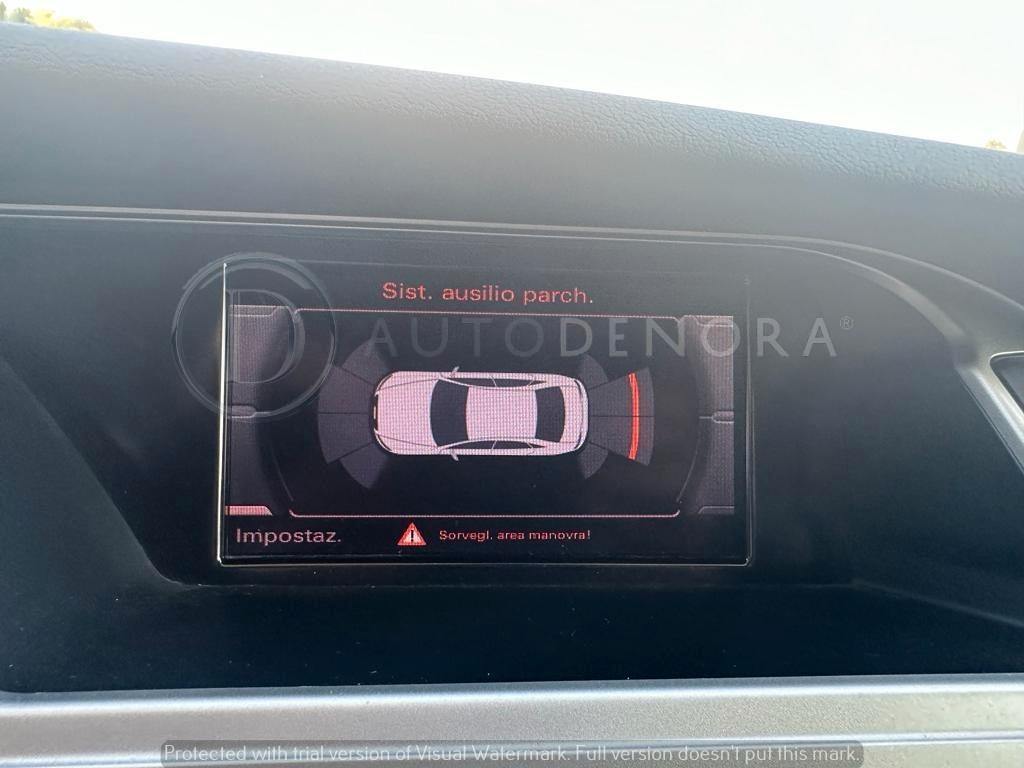 Sist. ausilio parch.
AUTODENORA®
Impostaz.
Sorvegl. area manovra!
Protected with trial version of Visual Watermark. Full version doesn't put this mark.